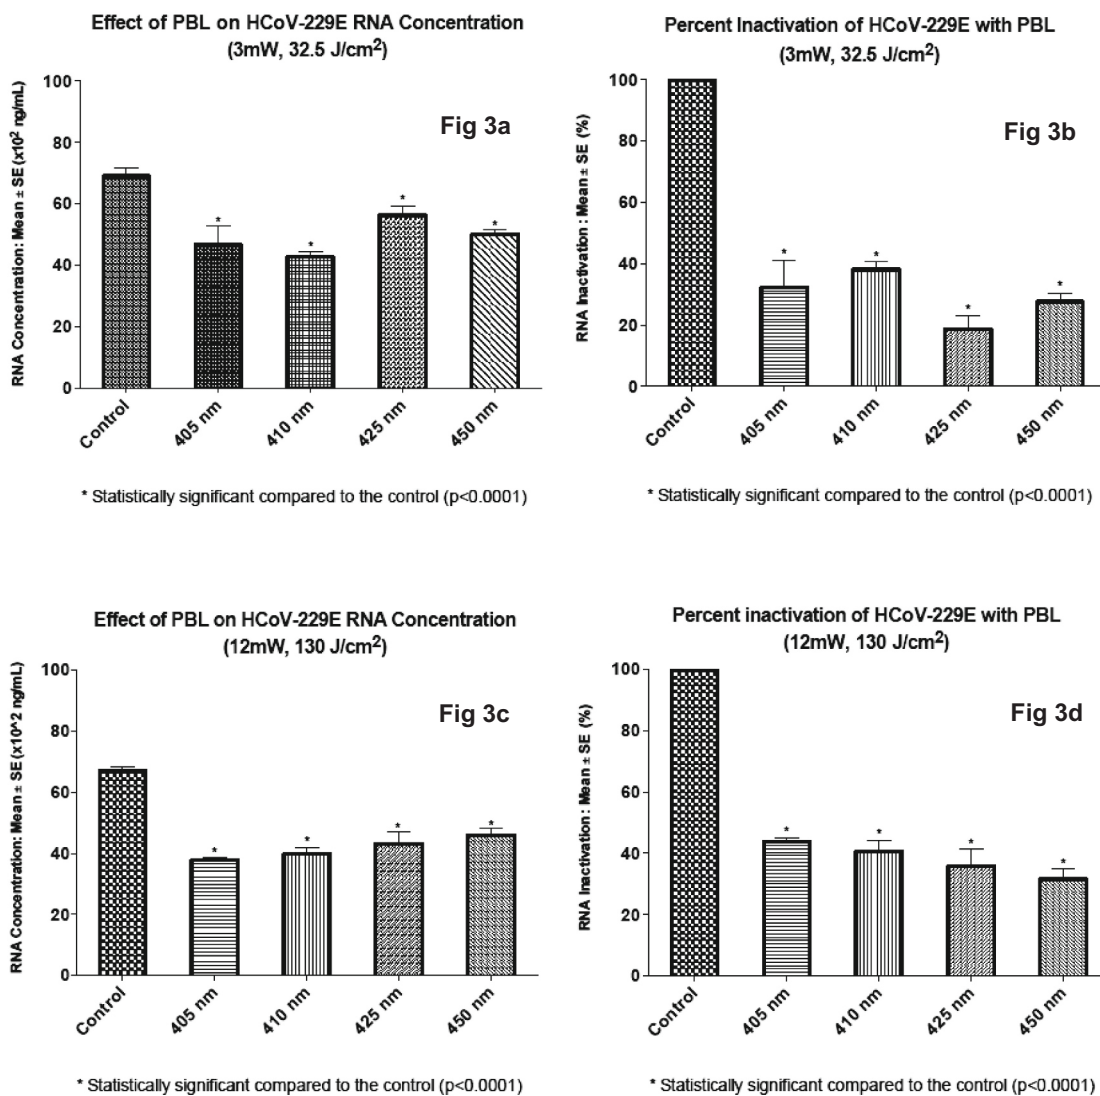 Effect of PBL on HCoV-229E RNA Concentration
(3mW, 32.5 J/cm2)
RNA Concentration: Mean ± SE (x10² ng/mL)
100
80
60
40
20
0
Fig 3a
*
*
*
*
Control
405 nm
410 nm
425 nm
450 nm
* Statistically significant compared to the control (p<0.0001)
Percent Inactivation of HCoV-229E with PBL
(3mW, 32.5 J/cm2)
RNA Inactivation : Mean ± SE (%)
100
80
60
40
20
0
Fig 3b
*
*
*
*
Control
405 nm
410 nm
425 nm
450 nm
* Statistically significant compared to the control (p<0.0001)
Effect of PBL on HCoV-229E RNA Concentration
(12mW, 130 J/cm2)
RNA Concentration: Mean ± SE (x10^2 ng/mL)
100
80
60
40
20
0
Fig 3c
*
*
*
*
Control
405 nm
410 nm
425 nm
450 nm
* Statistically significant compared to the control (p<0.0001)
Percent inactivation of HCoV-229E with PBL
(12mW, 130 J/cm2)
RNA Inactivation : Mean ± SE (%)
100
80
60
40
20
0
Fig 3d
*
*
*
*
Control
405 nm
410 nm
425 nm
450 nm
* Statistically significant compared to the control (p<0.0001)